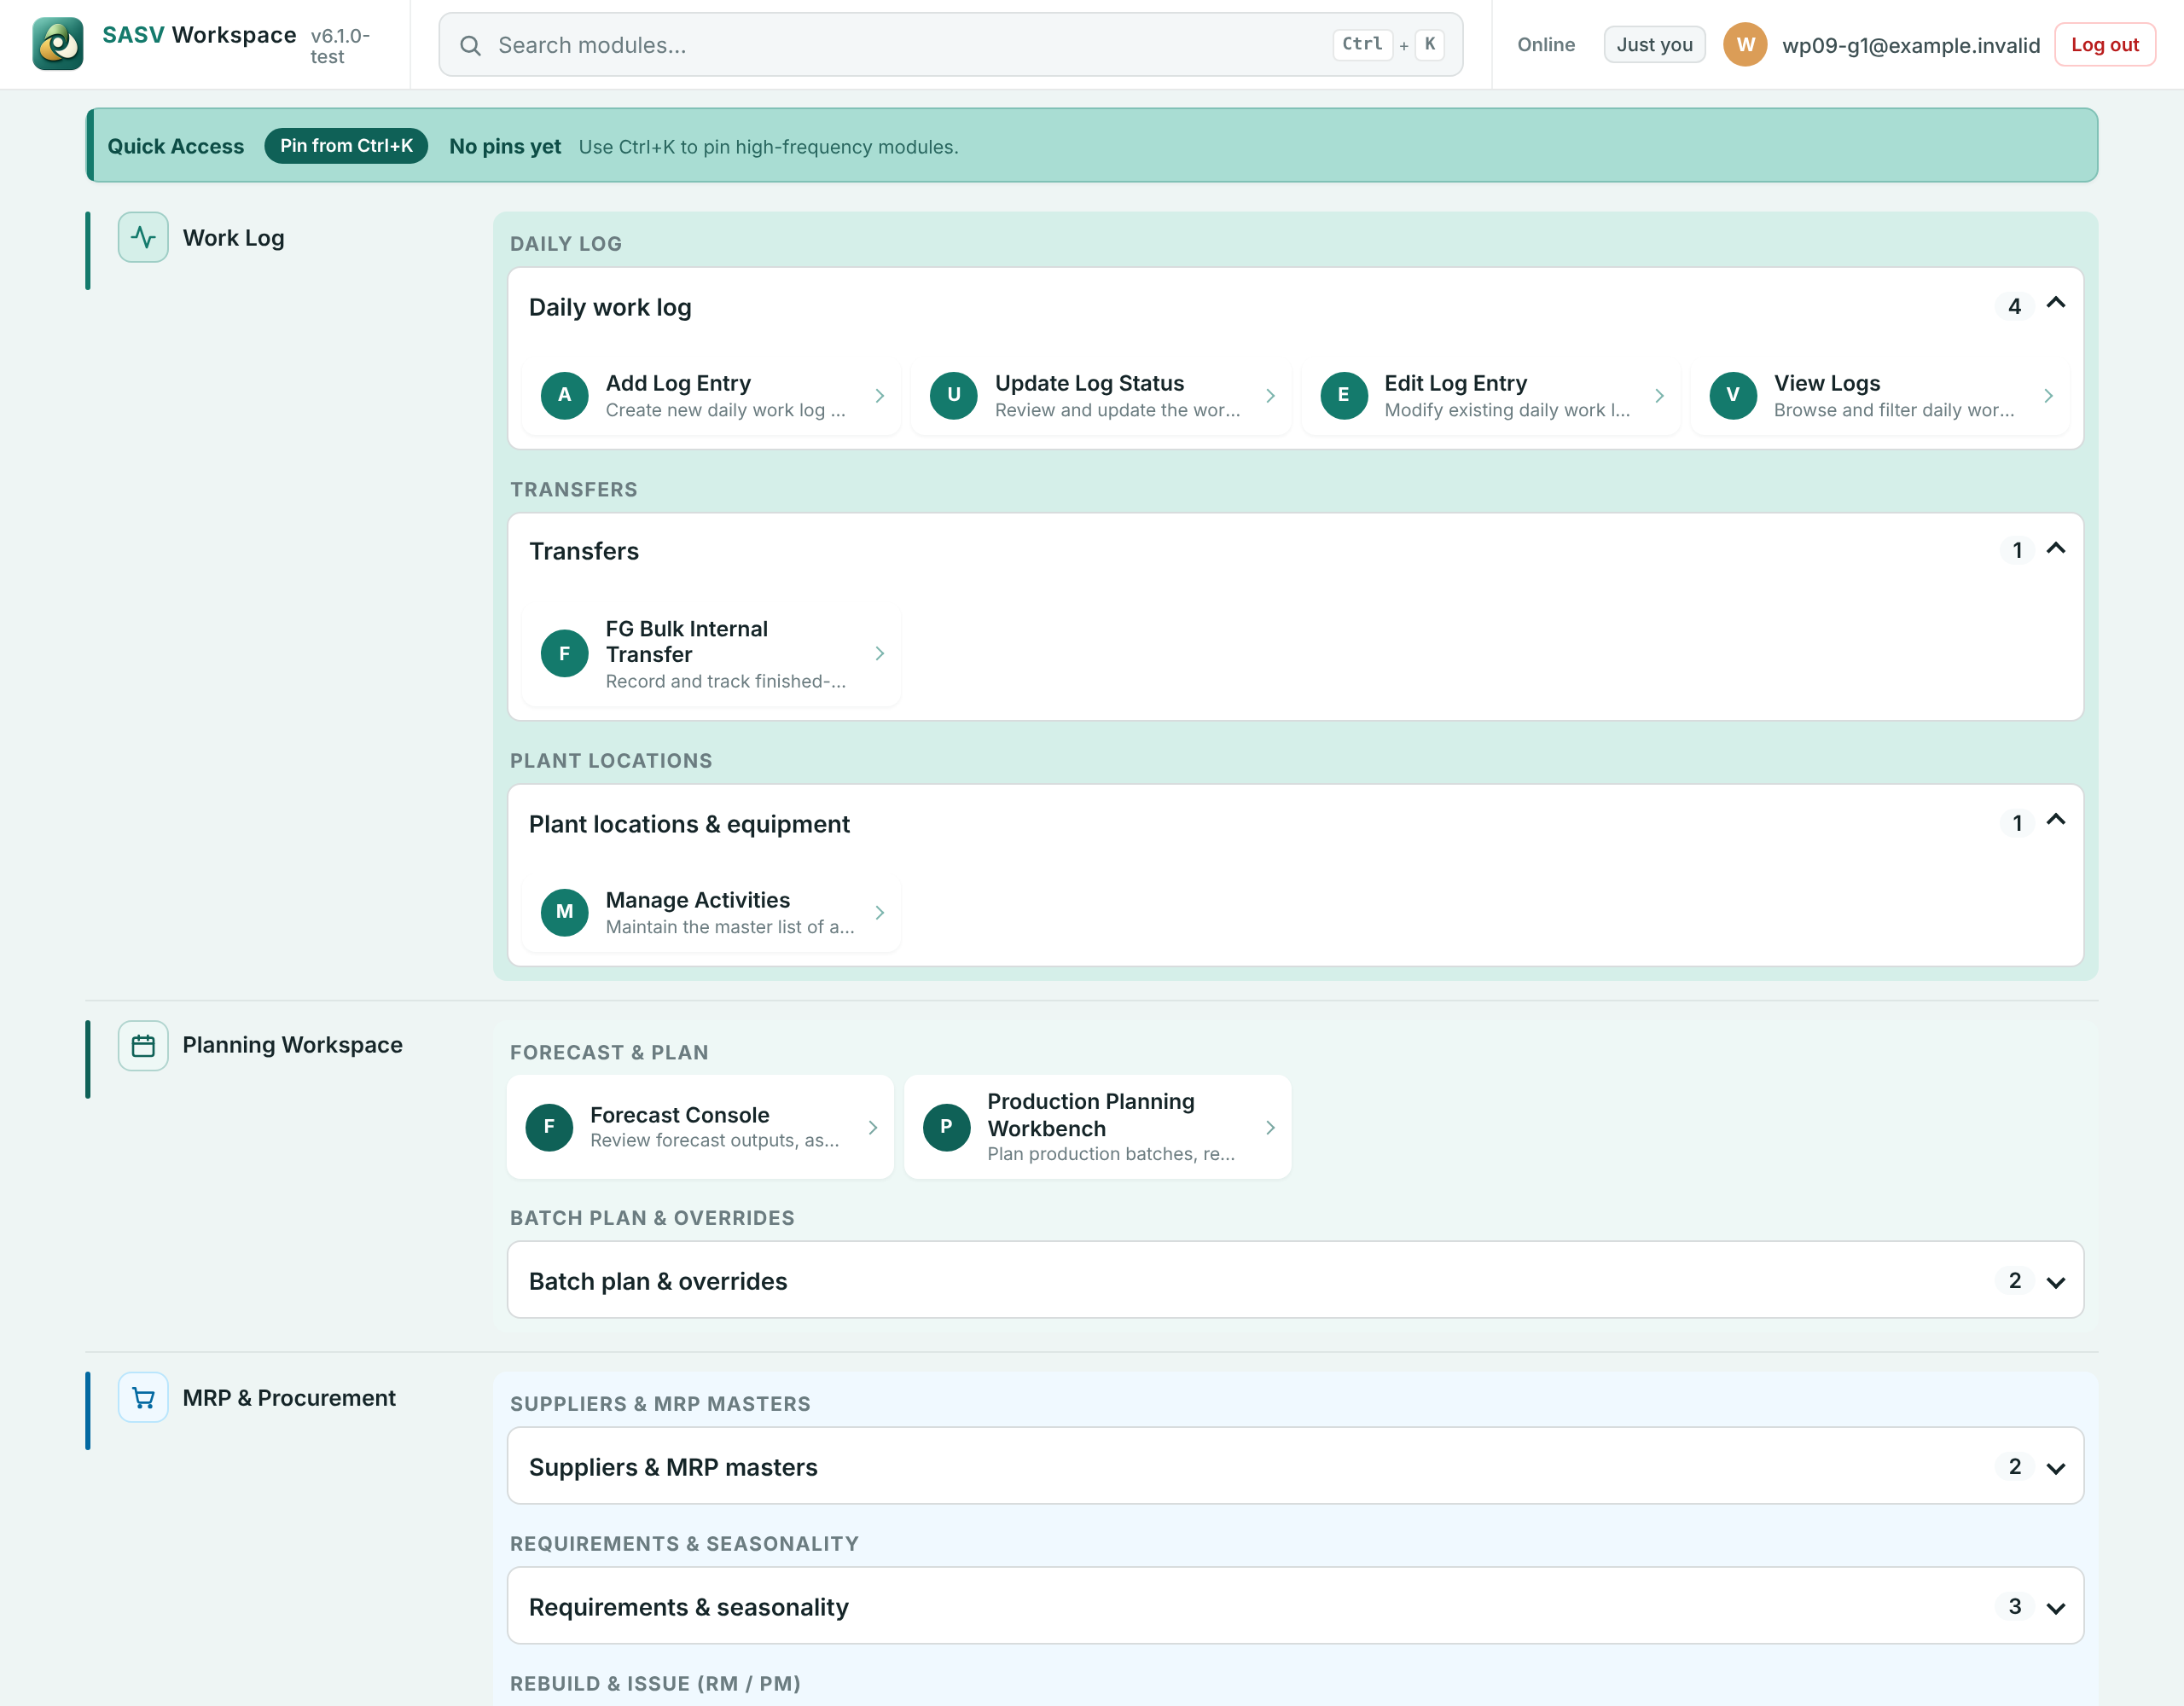 SASV Workspace v6.1.0-
test
Search modules...
Ctrl + K
Online
Just you
W
wp09-g1@example.invalid
Log out
Quick Access
Pin from Ctrl+K
No pins yet
Use Ctrl+K to pin high-frequency modules.
Work Log
DAILY LOG
Daily work log
4
A
Add Log Entry
Create new daily work log ...
U
Update Log Status
Review and update the wor...
E
Edit Log Entry
Modify existing daily work l...
V
View Logs
Browse and filter daily wor...
TRANSFERS
Transfers
1
F
FG Bulk Internal
Transfer
Record and track finished-...
PLANT LOCATIONS
Plant locations & equipment
1
M
Manage Activities
Maintain the master list of a...
Planning Workspace
FORECAST & PLAN
F
Forecast Console
Review forecast outputs, as...
P
Production Planning
Workbench
Plan production batches, re...
BATCH PLAN & OVERRIDES
Batch plan & overrides
2
MRP & Procurement
SUPPLIERS & MRP MASTERS
Suppliers & MRP masters
2
REQUIREMENTS & SEASONALITY
Requirements & seasonality
3
REBUILD & ISSUE (RM / PM)